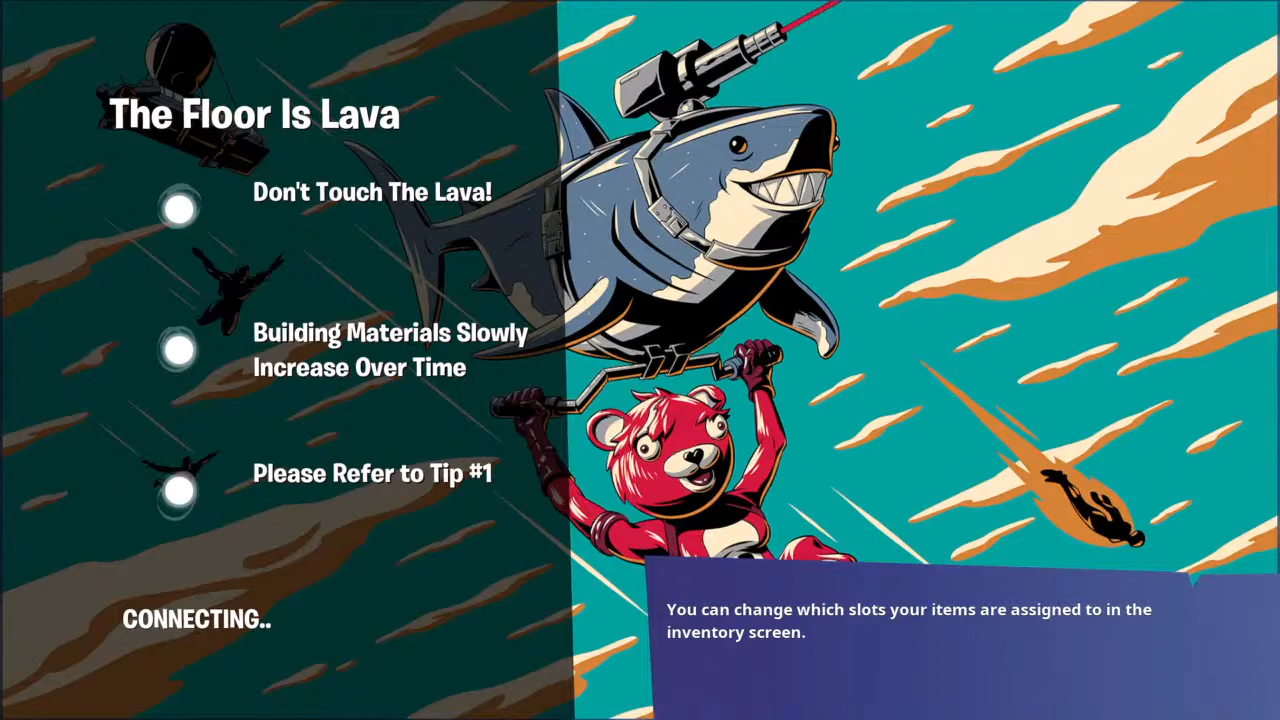 The Floor Is Lava
Don't Touch The Lava!
Building Materials Slowly
Increase Over Time
Please Refer to Tip #1
CONNECTING..
You can change which slots your items are assigned to in the
inventory screen.